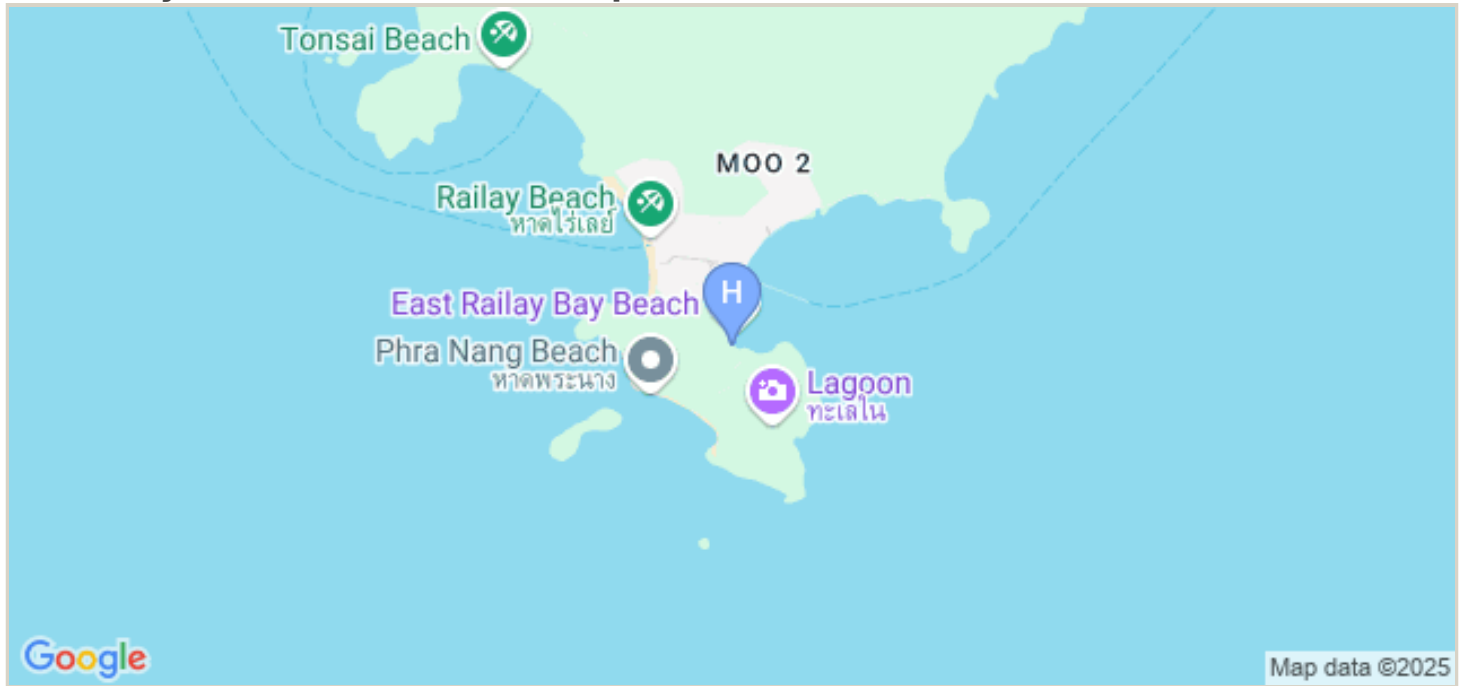 Tonsai Beach
MOO 2
Railay Beach
หาดไร่เลย์
H
East Railay Bay Beach
Phra Nang Beach
หาดพระนาง
Lagoon
ทะเลใน
Google
Map data ©2025